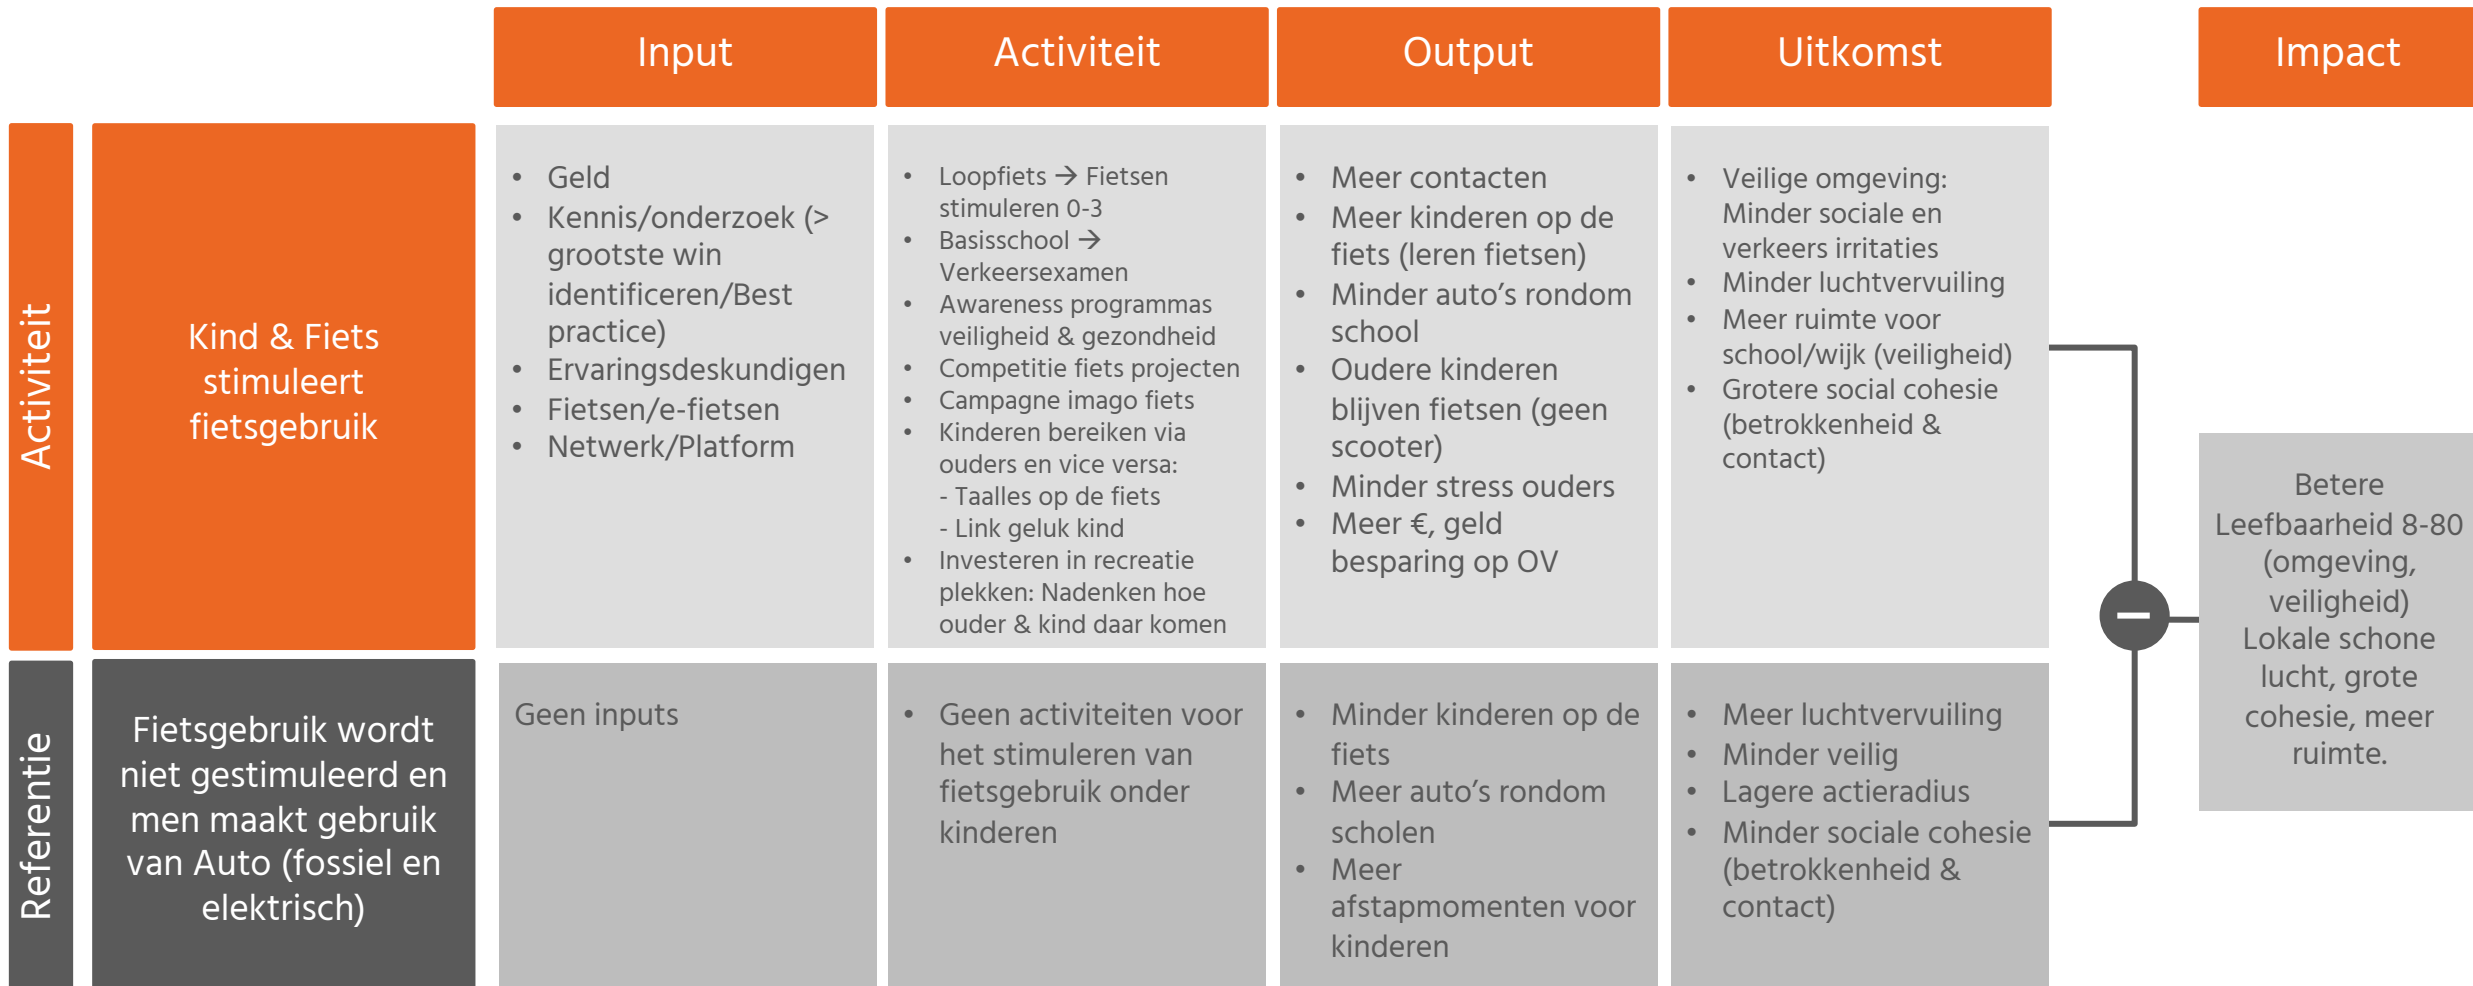 Input
Activiteit
Output
Uitkomst
Impact
Activiteit
Kind & Fiets
stimuleert
fietsgebruik
• Geld
• Kennis/onderzoek (>
grootste win
identificeren/Best
practice)
• Ervaringsdeskundigen
• Fietsen/e-fietsen
• Netwerk/Platform
• Loopfiets → Fietsen
stimuleren 0-3
• Basisschool →
Verkeersexamen
• Awareness programmas
veiligheid & gezondheid
• Competitie fiets projecten
• Campagne imago fiets
• Kinderen bereiken via
ouders en vice versa:
- Taalles op de fiets
- Link geluk kind
• Investeren in recreatie
plekken: Nadenken hoe
ouder & kind daar komen
• Meer contacten
• Meer kinderen op de
fiets (leren fietsen)
• Minder auto’s rondom
school
• Oudere kinderen
blijven fietsen (geen
scooter)
• Minder stress ouders
• Meer €, geld
besparing op OV
• Veilige omgeving:
Minder sociale en
verkeers irritaties
• Minder luchtvervuiling
• Meer ruimte voor
school/wijk (veiligheid)
• Grotere social cohesie
(betrokkenheid &
contact)
Betere
Leefbaarheid 8-80
(omgeving,
veiligheid)
Lokale schone
lucht, grote
cohesie, meer
ruimte.
Referentie
Fietsgebruik wordt
niet gestimuleerd en
men maakt gebruik
van Auto (fossiel en
elektrisch)
Geen inputs
• Geen activiteiten voor
het stimuleren van
fietsgebruik onder
kinderen
• Minder kinderen op de
fiets
• Meer auto’s rondom
scholen
• Meer
afstapmomenten voor
kinderen
• Meer luchtvervuiling
• Minder veilig
• Lagere actieradius
• Minder sociale cohesie
(betrokkenheid &
contact)